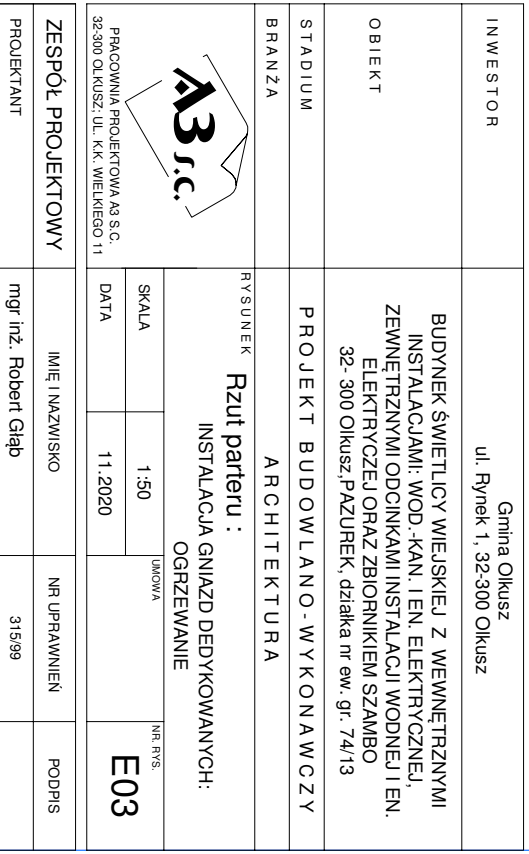 INWESTOR
Gmina Olkusz
ul. Rynek 1, 32-300 Olkusz
OBIEKT
BUDYNEK ŚWIETLICY WIEJSKIEJ Z WEWNĘTRZNYMI
INSTALACJAMI: WOD.-KAN. I EN. ELEKTRYCZNEJ,
ZEWNĘTRZNYMI ODCINKAMI INSTALACJI WODNEJ I EN.
ELEKTRYCZEJ ORAZ ZBIORNIKIEM SZAMBO
32- 300 Olkusz,PAZUREK, działka nr ew. gr. 74/13
STADIUM
PROJEKT BUDOWLANO-WYKONAWCZY
BRANŻA
ARCHITEKTURA
A3 s.c.
PRACOWNIA PROJEKTOWA A3 S.C.
32-300 OLKUSZ; UL. K.K. WIELKIEGO 11
RYSUNEK
Rzut parteru :
INSTALACJA GNIAZD DEDYKOWANYCH:
OGRZEWANIE
SKALA
1:50
UMOWA
NR. RYS.
E03
DATA
11.2020
ZESPÓŁ PROJEKTOWY
IMIĘ I NAZWISKO
NR UPRAWNIEŃ
PODPIS
PROJEKTANT
mgr inż. Robert Głąb
315/99